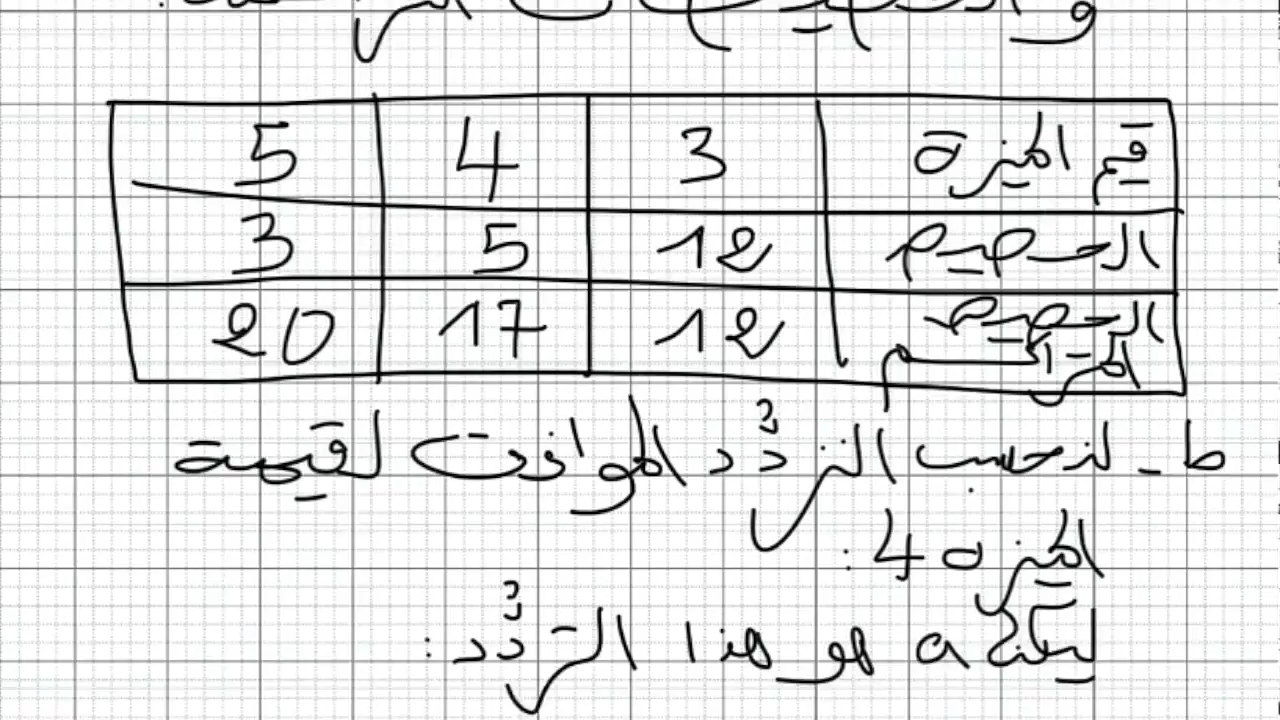 قيم الميزة 3 4 5
الحصيص 12 5 3
الحصيص المتراكم 12 17 20
b - لنحسب التردد الموافق لقيمة
الميزة 4 :
ليكن a هو هذا التردد :